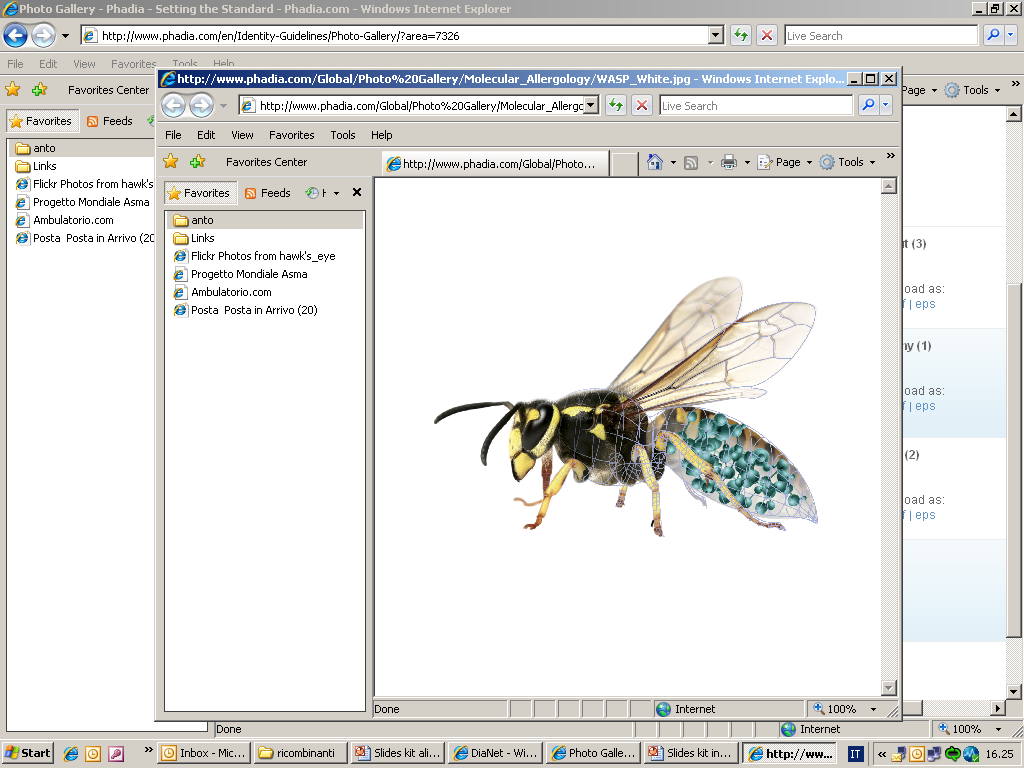 Photo Gallery - Phadia - Setting the Standard - Phadia.com - Windows Internet Explorer
http://www.phadia.com/en/Identity-Guidelines/Photo-Gallery/?area=7326
Live Search
File Edit View Favorites Tools Help
Favorites Center
Page Tools
Favorites Feeds
anto
Links
Flickr Photos from hawk's
Progetto Mondiale Asma
Ambulatorio.com
Posta Posta in Arrivo (20
http://www.phadia.com/Global/Photo%20Gallery/Molecular_Allergology/WASP_White.jpg - Windows Internet Explo...
http://www.phadia.com/Global/Photo%20Gallery/Molecular_Allergc
Live Search
File Edit View Favorites Tools Help
Favorites Center
http://www.phadia.com/Global/Photo...
Page Tools
Favorites Feeds H
anto
Links
Flickr Photos from hawk's_eye
Progetto Mondiale Asma
Ambulatorio.com
Posta Posta in Arrivo (20)
t (3)
oad as:
f | eps
ny (1)
oad as:
f | eps
(2)
oad as:
f | eps
Done
Internet
100%
Done
Internet
100%
Start
Inbox - Mic...
ricombinanti
Slides kit ali...
DiaNet - Wi...
Photo Galle...
Slides kit in...
http://ww...
IT
16.25